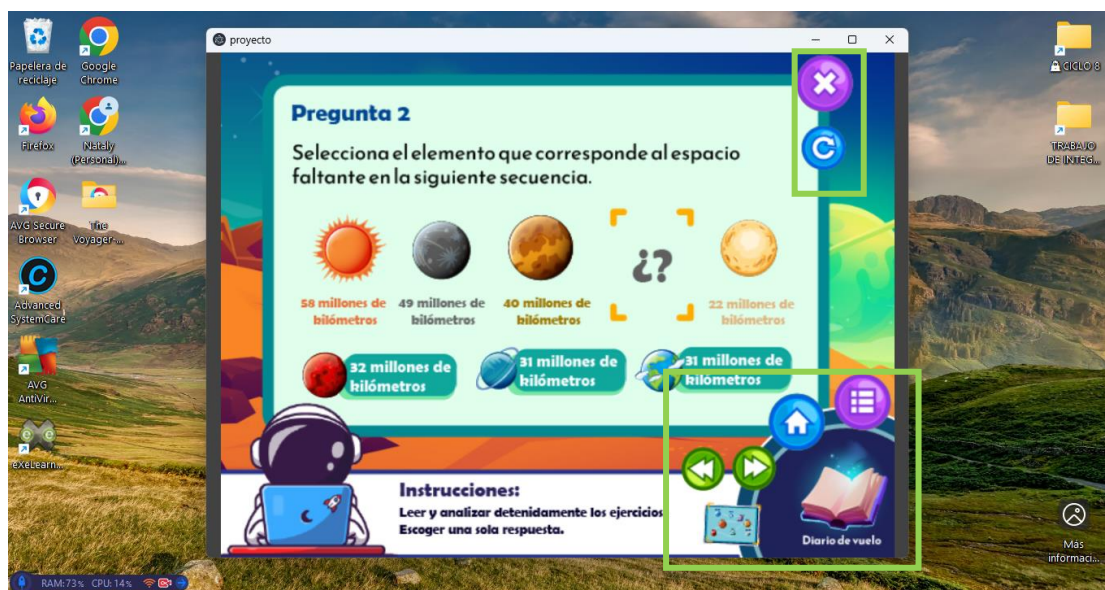 Papelera de
reciclaje
Google
Chrome
Firefox
Nataly
(Personal)...
AVG Secure
Browser
The
Voyager-...
Advanced
SystemCare
AVG
AntiVir...
eXeLearn...
proyecto
Pregunta 2
Selecciona el elemento que corresponde al espacio
faltante en la siguiente secuencia.
58 millones de
kilómetros
49 millones de
kilómetros
40 millones de
kilómetros
¿?
22 millones de
kilómetros
32 millones de
kilómetros
31 millones de
kilómetros
31 millones de
kilómetros
Instrucciones:
Leer y analizar detenidamente los ejercicios
Escoger una sola respuesta.
Diario de vuelo
CICLO 8
TRABAJO
DE INTEG...
Más
informaci...
RAM:73% CPU:14%